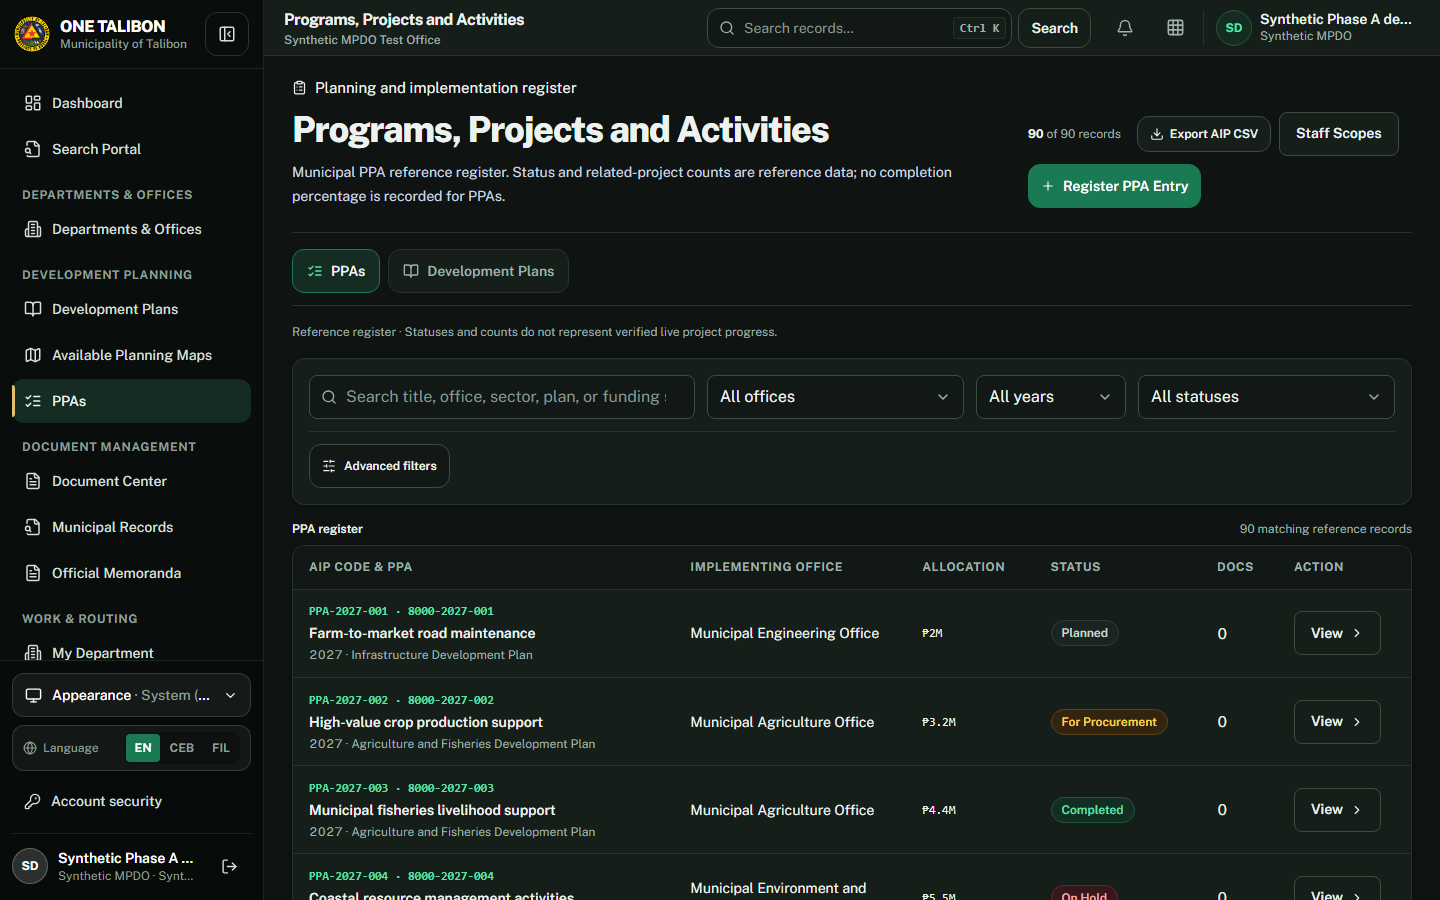 ONE TALIBON
Municipality of Talibon
Programs, Projects and Activities
Synthetic MPDO Test Office
Search records...
Ctrl K
Search
SD
Synthetic Phase A de...
Synthetic MPDO
Dashboard
Search Portal
DEPARTMENTS & OFFICES
Departments & Offices
DEVELOPMENT PLANNING
Development Plans
Available Planning Maps
PPAs
DOCUMENT MANAGEMENT
Document Center
Municipal Records
Official Memoranda
WORK & ROUTING
My Department
Appearance · System (...
Language
EN
CEB
FIL
Account security
SD
Synthetic Phase A ...
Synthetic MPDO · Synt...
Planning and implementation register
Programs, Projects and Activities
Municipal PPA reference register. Status and related-project counts are reference data; no completion
percentage is recorded for PPAs.
90 of 90 records
Export AIP CSV
Staff Scopes
+ Register PPA Entry
PPAs
Development Plans
Reference register · Statuses and counts do not represent verified live project progress.
Search title, office, sector, plan, or funding
All offices
All years
All statuses
Advanced filters
PPA register
90 matching reference records
AIP CODE & PPA
IMPLEMENTING OFFICE
ALLOCATION
STATUS
DOCS
ACTION
PPA-2027-001 · 8000-2027-001
Farm-to-market road maintenance
2027 · Infrastructure Development Plan
Municipal Engineering Office
₱2M
Planned
0
View
PPA-2027-002 · 8000-2027-002
High-value crop production support
2027 · Agriculture and Fisheries Development Plan
Municipal Agriculture Office
₱3.2M
For Procurement
0
View
PPA-2027-003 · 8000-2027-003
Municipal fisheries livelihood support
2027 · Agriculture and Fisheries Development Plan
Municipal Agriculture Office
₱4.4M
Completed
0
View
PPA-2027-004 · 8000-2027-004
Coastal resource management activities
Municipal Environment and
₱5.5M
On Hold
0
View